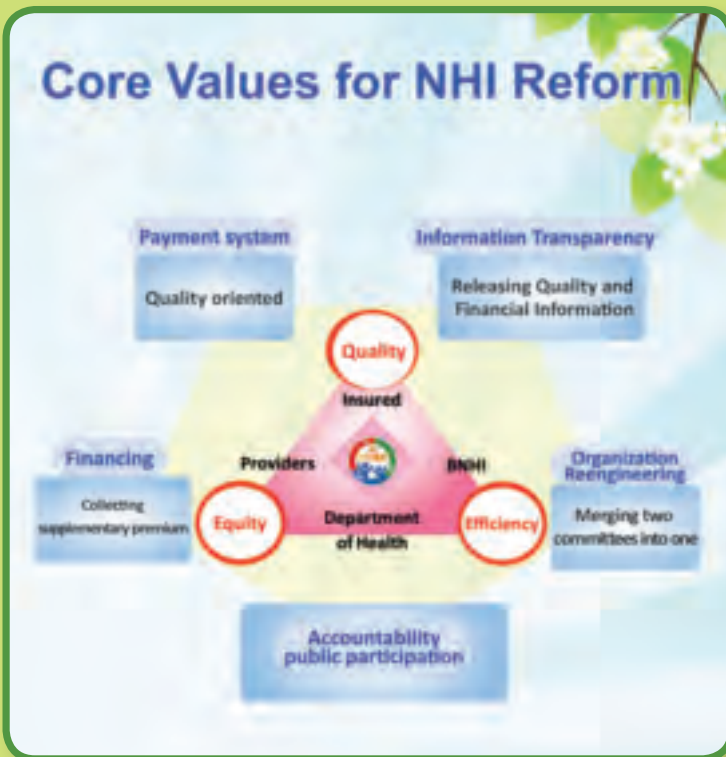 Core Values for NHI Reform
Payment system
Quality oriented
Information Transparency
Releasing Quality and
Financial Information
Quality
Insured
Financing
Collecting
supplementary premium
Providers
BNHI
Organization
Reengineering
Merging two
committees into one
Equity
Department
of Health
Efficiency
Accountability
public participation